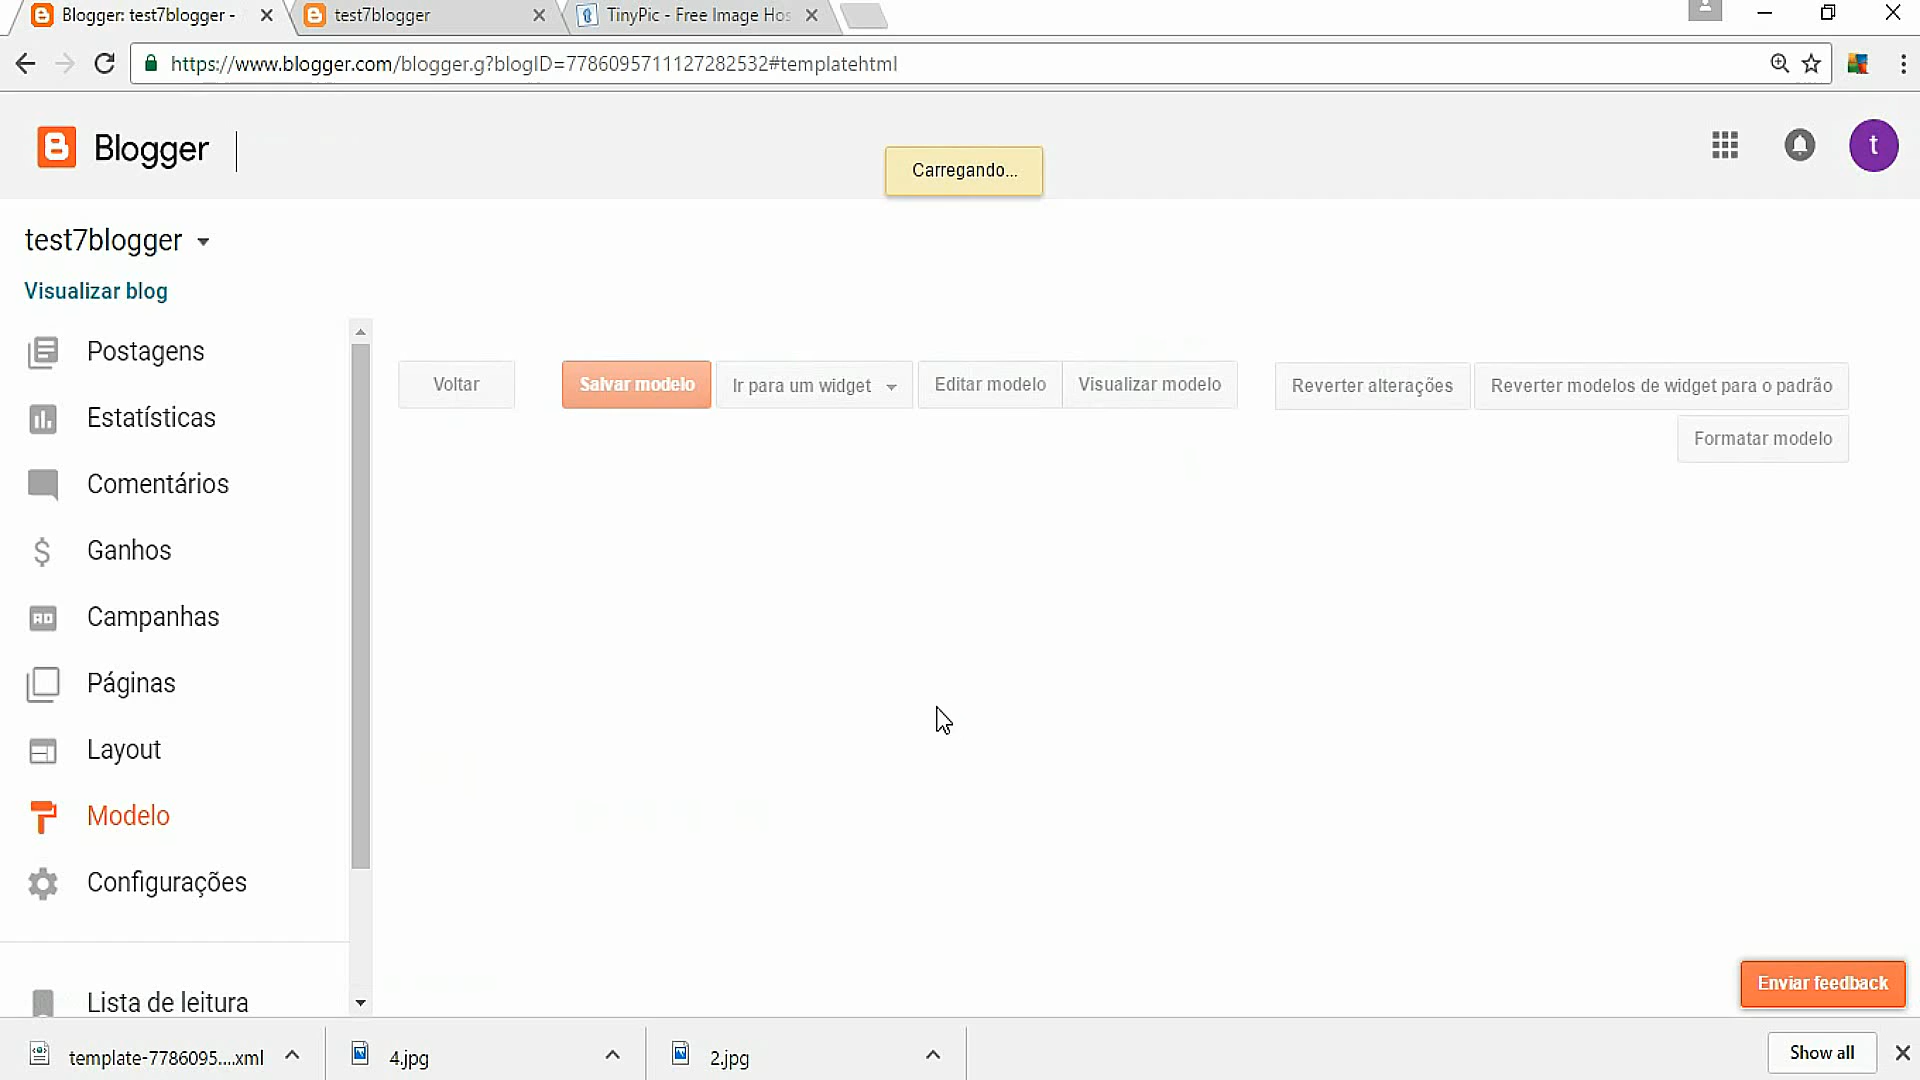 Blogger: test7blogger -
test7blogger
TinyPic - Free Image Hos
https://www.blogger.com/blogger.g?blogID=7786095711127282532#templatehtml
Blogger
Carregando...
t
test7blogger
Visualizar blog
Postagens
Estatísticas
Comentários
Ganhos
Campanhas
Páginas
Layout
Modelo
Configurações
Lista de leitura
Voltar
Salvar modelo
Ir para um widget
Editar modelo
Visualizar modelo
Reverter alterações
Reverter modelos de widget para o padrão
Formatar modelo
Enviar feedback
template-7786095....xml
4.jpg
2.jpg
Show all